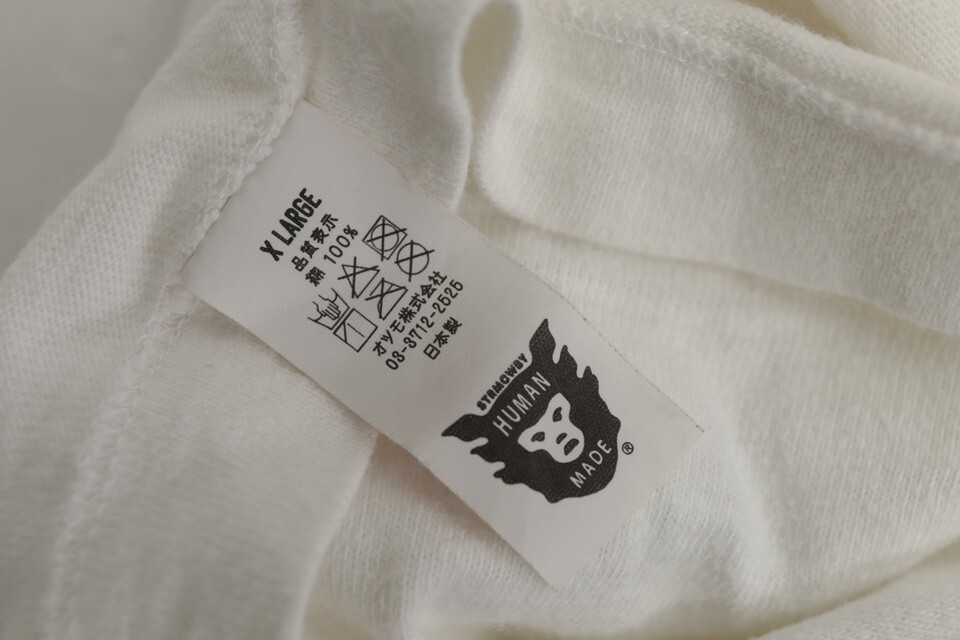 X LARGE
品質表示
綿 100%
オツモ株式会社
03-3712-2525
日本製
STRMCWBY
HUMAN
MADE
®